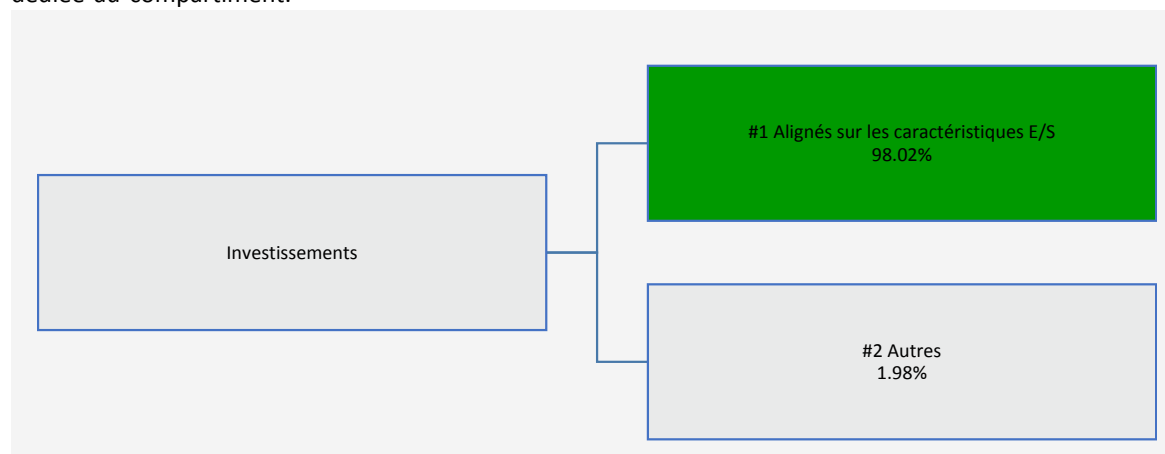 #1 Alignés sur les caractéristiques E/S
98.02%
Investissements
#2 Autres
1.98%